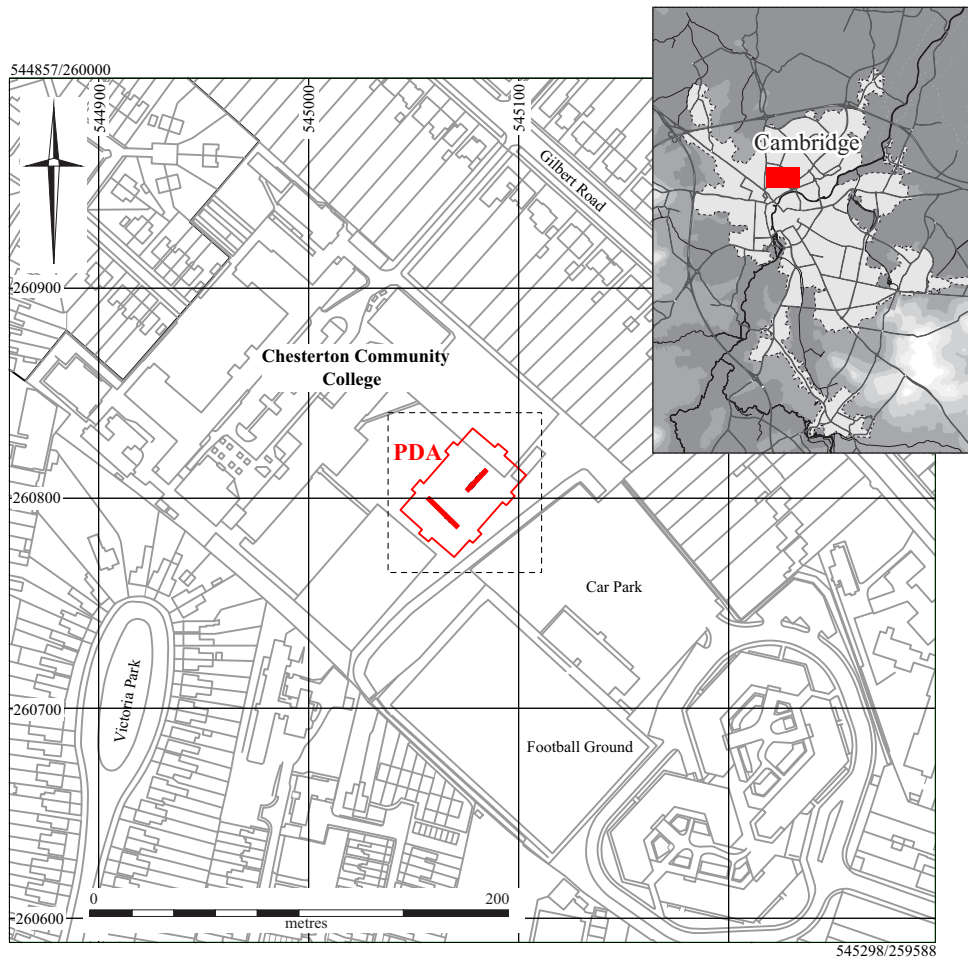 544857/260000
544900
545000
545100
Gilbert Road
Cambridge
260900
Chesterton Community
College
PDA
260800
Car Park
Victoria Park
260700
Football Ground
0
200
metres
260600
545298/259588